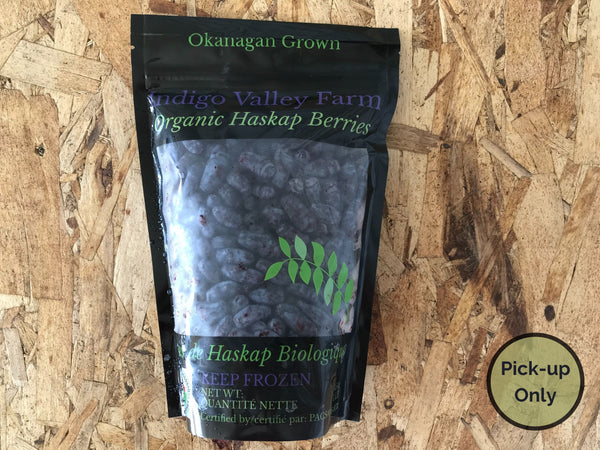 Okanagan Grown
Indigo Valley Farm
Organic Haskap Berries
de Haskap Biologique
KEEP FROZEN
NET WT:
QUANTITÉ NETTE
Certified by/certifié par:
Pick-up
Only